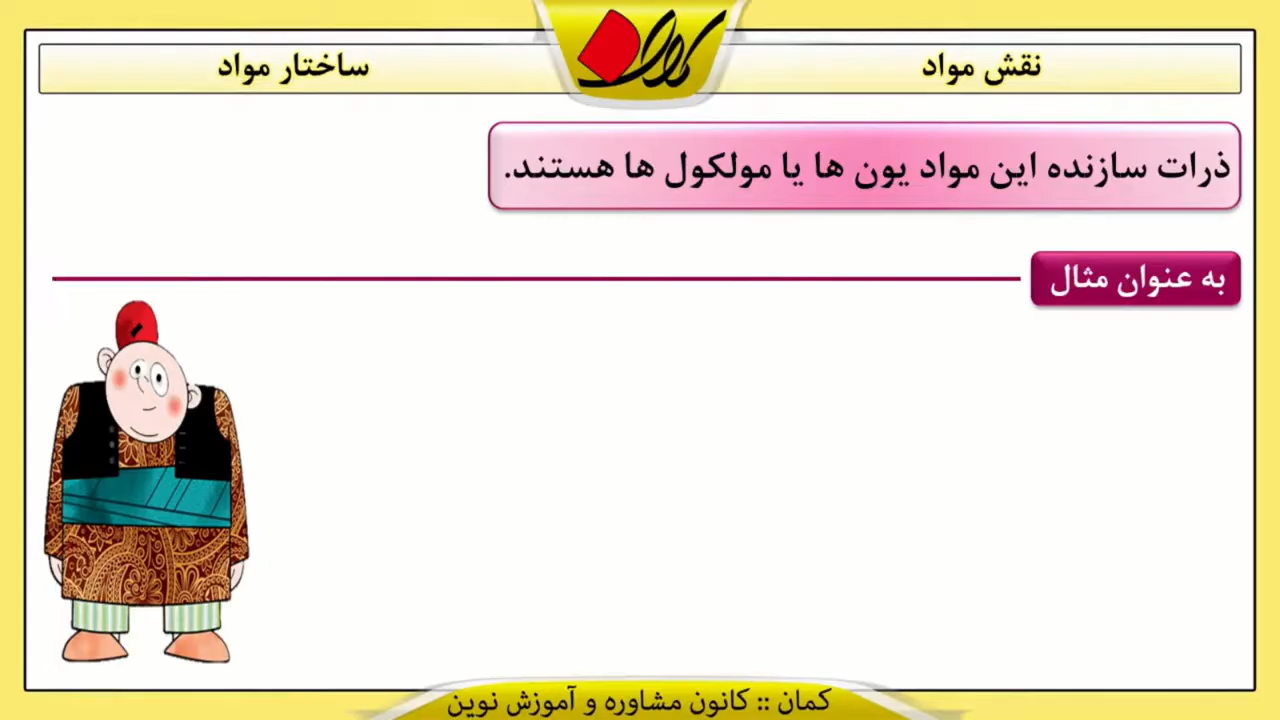 نقش مواد
ساختار مواد
ذرات سازنده این مواد یون ها یا مولکول ها هستند.
به عنوان مثال
کمان :: کانون مشاوره و آموزش نوین